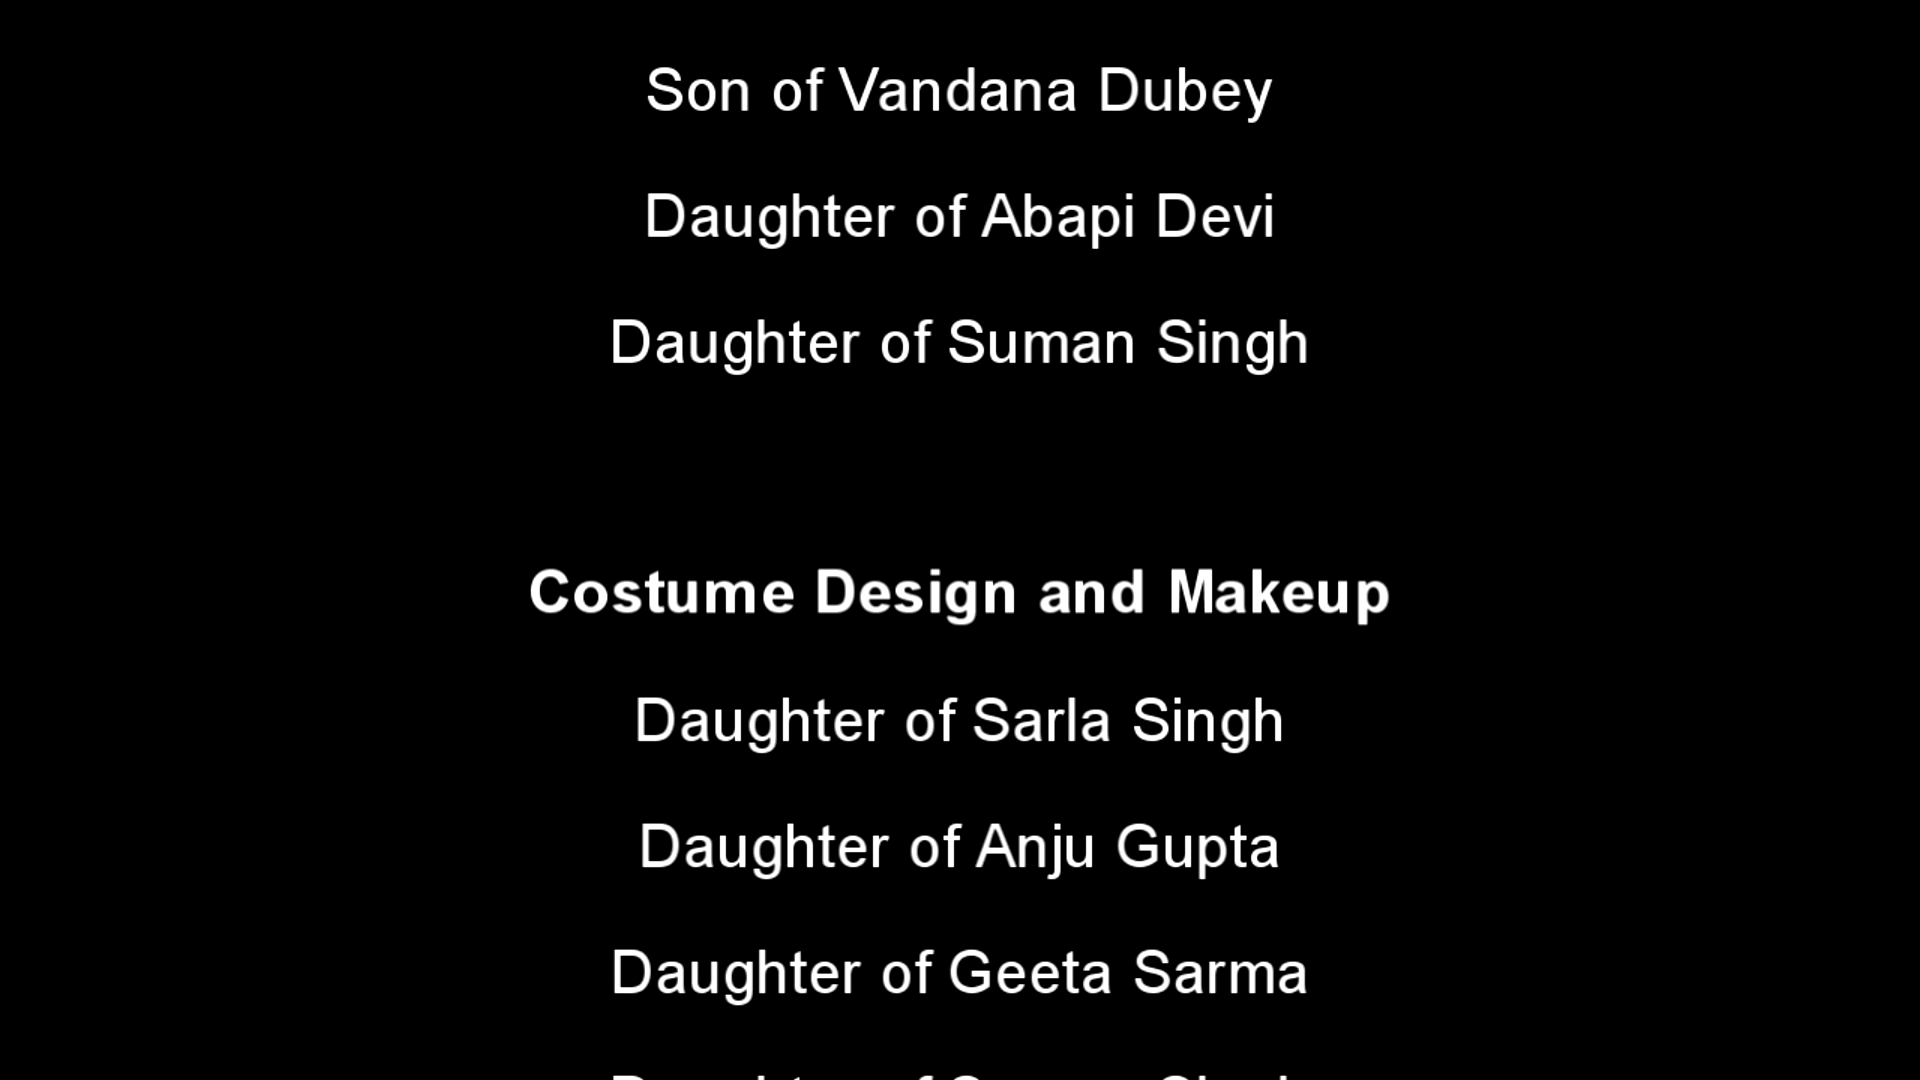 Son of Vandana Dubey
Daughter of Abapi Devi
Daughter of Suman Singh
Costume Design and Makeup
Daughter of Sarla Singh
Daughter of Anju Gupta
Daughter of Geeta Sarma